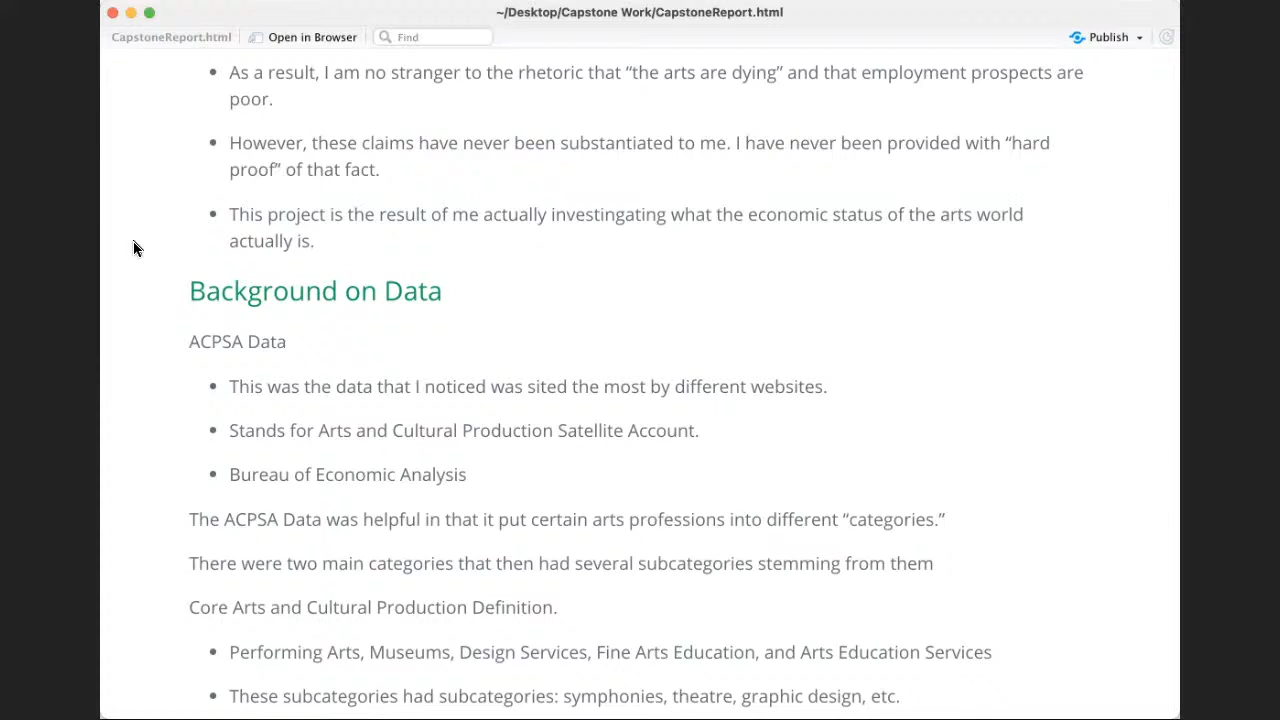 ~/Desktop/Capstone Work/CapstoneReport.html
CapstoneReport.html Open in Browser Find Publish
• As a result, I am no stranger to the rhetoric that “the arts are dying” and that employment prospects are
poor.
• However, these claims have never been substantiated to me. I have never been provided with “hard
proof” of that fact.
• This project is the result of me actually investingating what the economic status of the arts world
actually is.
Background on Data
ACPSA Data
• This was the data that I noticed was sited the most by different websites.
• Stands for Arts and Cultural Production Satellite Account.
• Bureau of Economic Analysis
The ACPSA Data was helpful in that it put certain arts professions into different “categories.”
There were two main categories that then had several subcategories stemming from them
Core Arts and Cultural Production Definition.
• Performing Arts, Museums, Design Services, Fine Arts Education, and Arts Education Services
• These subcategories had subcategories: symphonies, theatre, graphic design, etc.